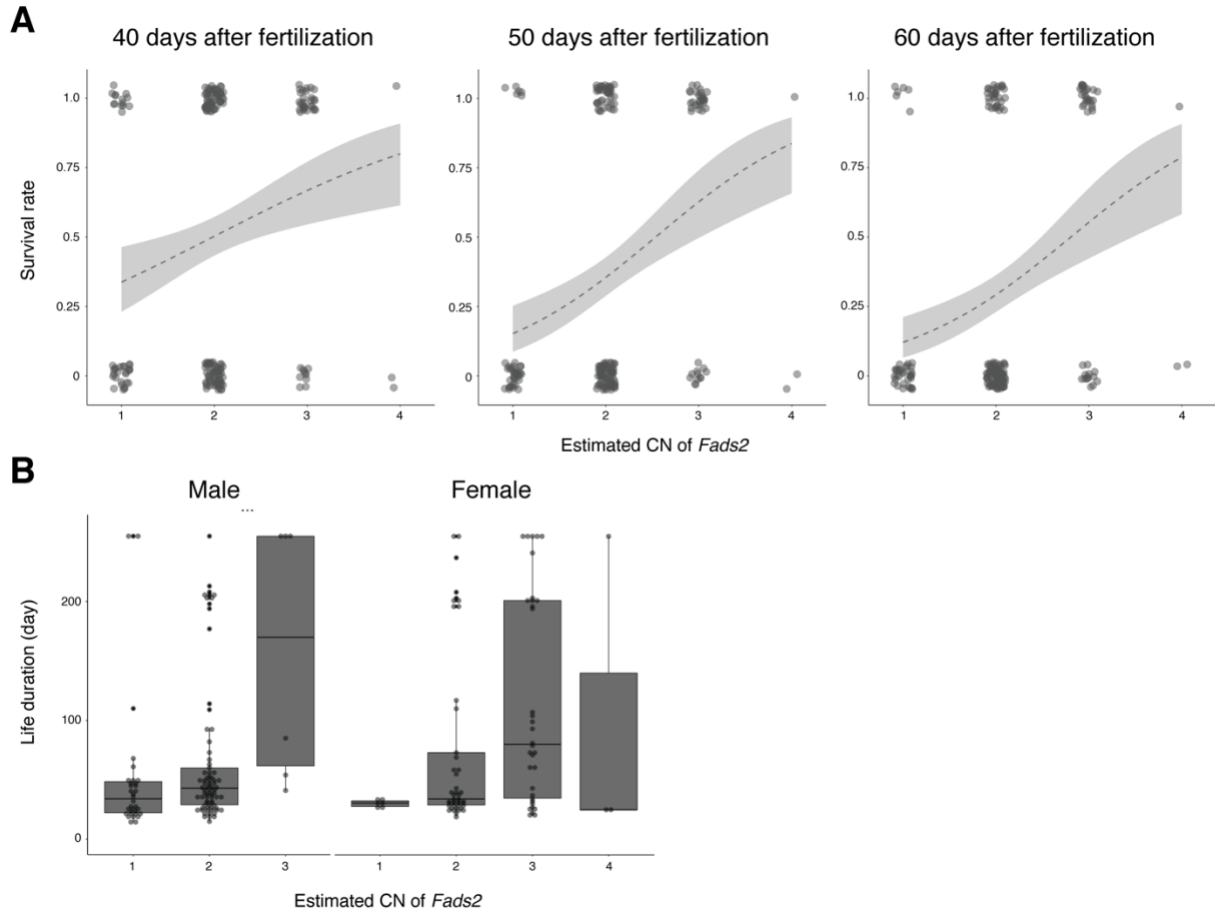 A
40 days after fertilization
50 days after fertilization
60 days after fertilization
Survival rate
1.0
0.75
0.5
0.25
0
1 2 3 4
1.0
0.75
0.5
0.25
0
1 2 3 4
1.0
0.75
0.5
0.25
0
1 2 3 4
Estimated CN of Fads2
B
Male
Female
...
Life duration (day)
200
100
0
1 2 3
1 2 3 4
Estimated CN of Fads2